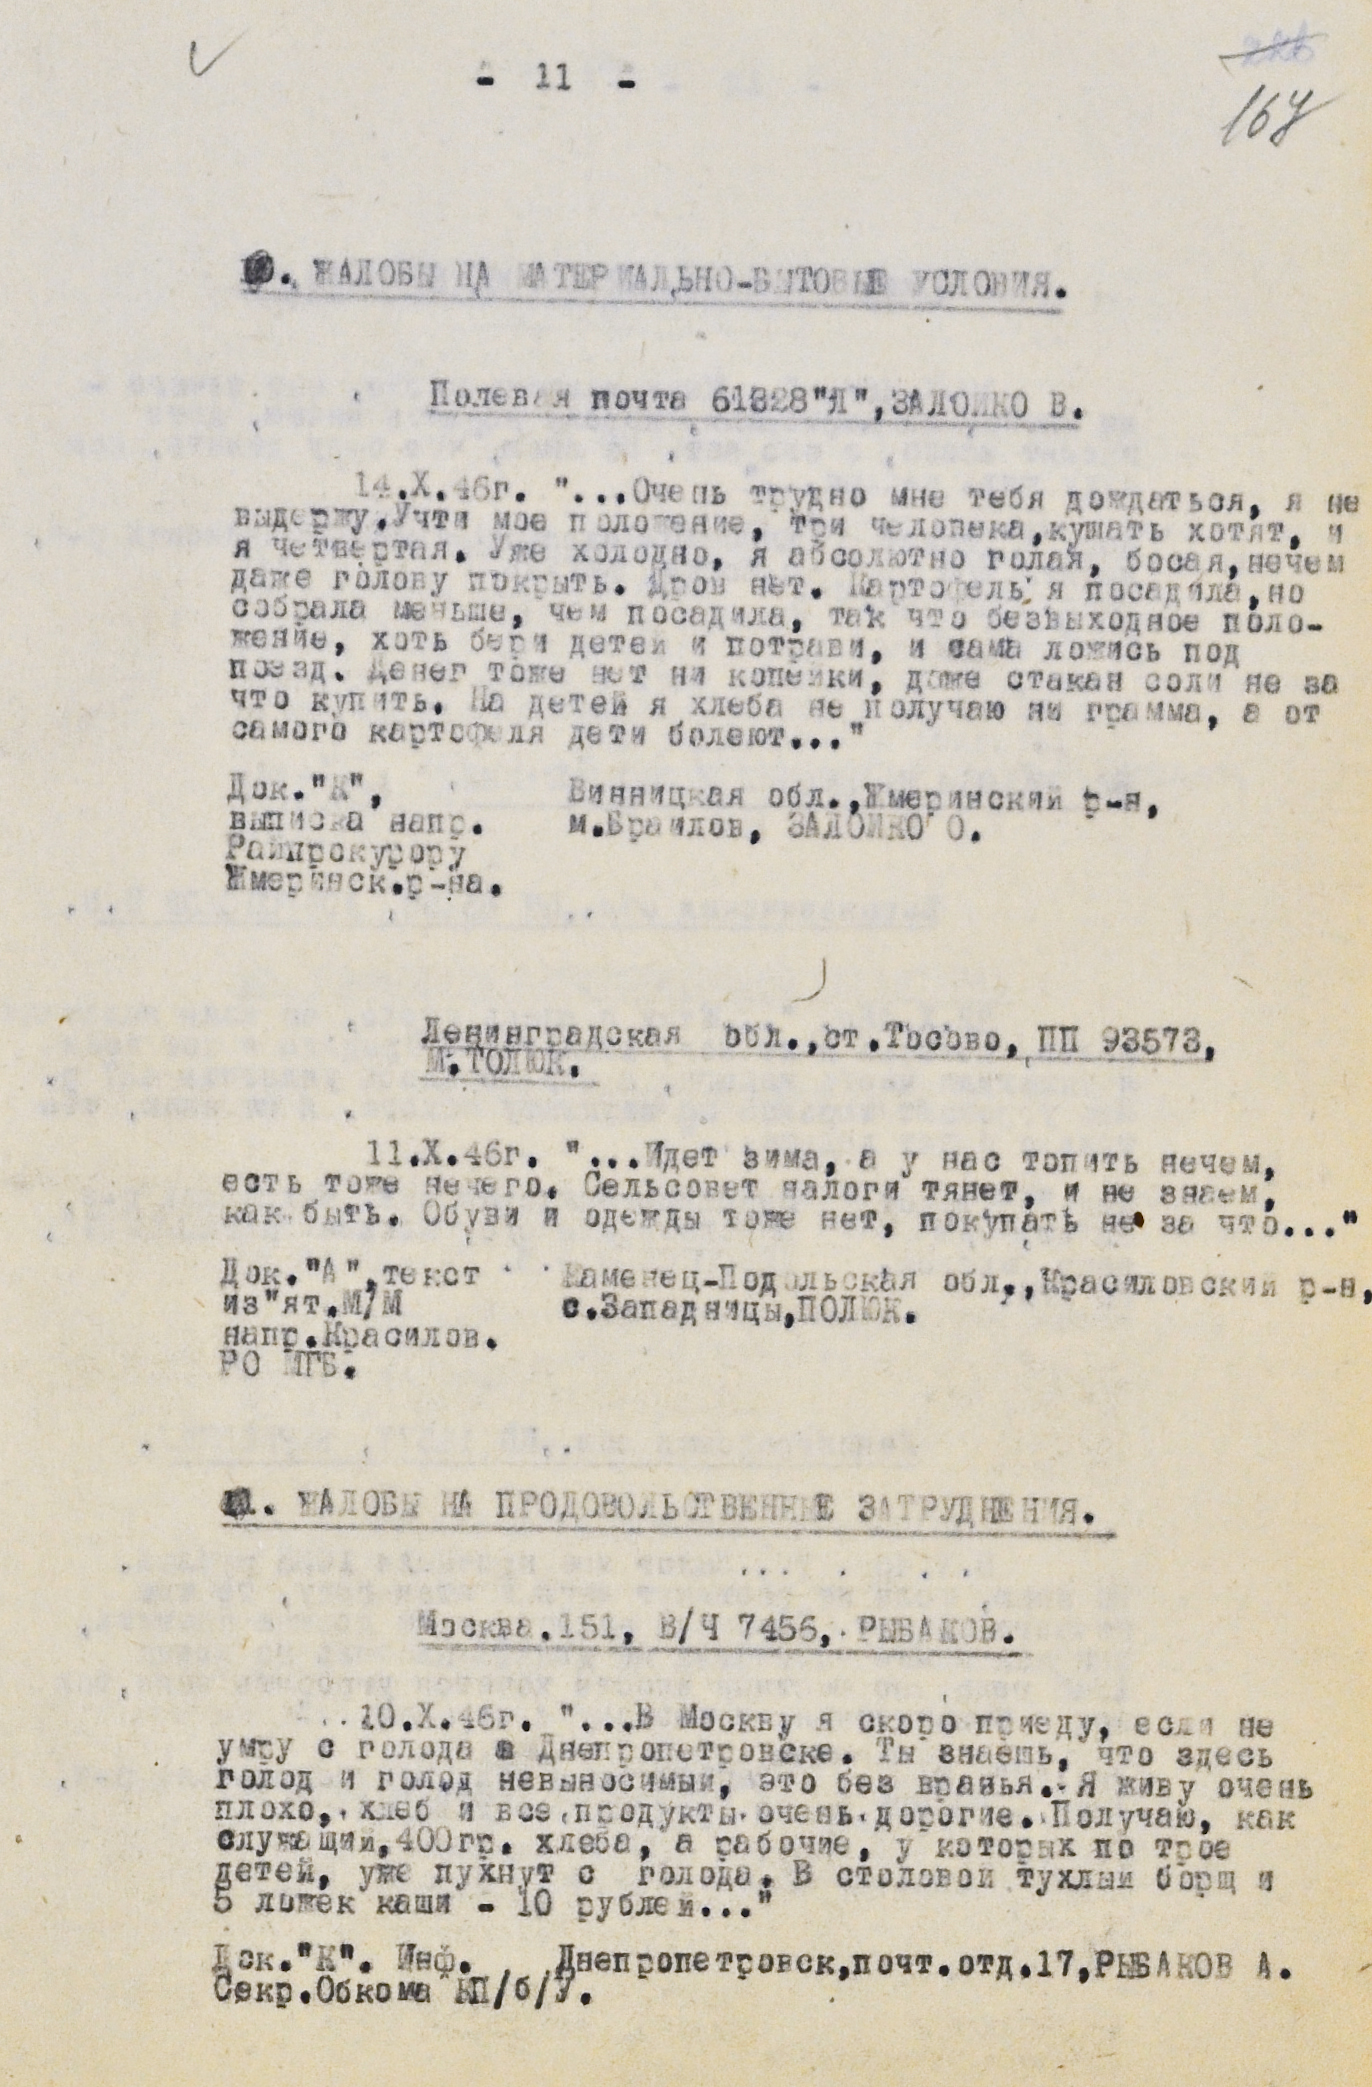 - 11 -
167
10. ЖАЛОБЫ НА МАТЕРИАЛЬНО-БЫТОВЫЕ УСЛОВИЯ.
Полевая почта 61328"Л",ЗАЛОЙКО В.
14.X.46г. "...Очень трудно мне тебя дождаться, я не
выдержу.Учти мое положение, три человека,кушать хотят, и
я четвертая. Уже холодно, я абсолютно голая, босая,нечем
даже голову покрыть. Дров нет. Картофель я посадила,но
собрала меньше, чем посадила, так что безвыходное поло-
жение, хоть бери детей и потрави, и сама ложись под
поезд. Денег тоже нет ни копейки, даже стакан соли не за
что купить. На детей я хлеба не получаю ни грамма, а от
самого картофеля дети болеют..."
Док."К",
выписка напр.
Райпрокурору
Жмеринск.р-на.
Винницкая обл.,Жмеринский р-н,
м.Браилов, ЗАЛОЙКО О.
Ленинградская обл.,ст.Тосово, ПП 93573,
М.ТОЛЮК.
11.X.46г. "...Идет зима, а у нас топить нечем,
есть тоже нечего. Сельсовет налоги тянет, и не знаем,
как быть. Обуви и одежды тоже нет, покупать не за что..."
Док."А",текст
из"ят.М/М
напр.Красилов.
РО МГБ.
Каменец-Подольская обл.,Красиловский р-н,
с.Западницы,ПОЛЮК.
11. ЖАЛОБЫ НА ПРОДОВОЛЬСТВЕННЫЕ ЗАТРУДНЕНИЯ.
Москва.151, В/Ч 7456, РЫБАКОВ.
10.X.46г. "...В Москву я скоро приеду, если не
умру с голода в Днепропетровске. Ты знаешь, что здесь
голод и голод невыносимый, это без вранья. Я живу очень
плохо, хлеб и все продукты очень дорогие. Получаю, как
служащий,400гр. хлеба, а рабочие, у которых по трое
детей, уже пухнут с голода. В столовой тухлый борщ и
5 ложек каши - 10 рублей..."
Док."К". Инф.
Секр.Обкома КП/б/У.
Днепропетровск,почт.отд.17,РЫБАКОВ А.